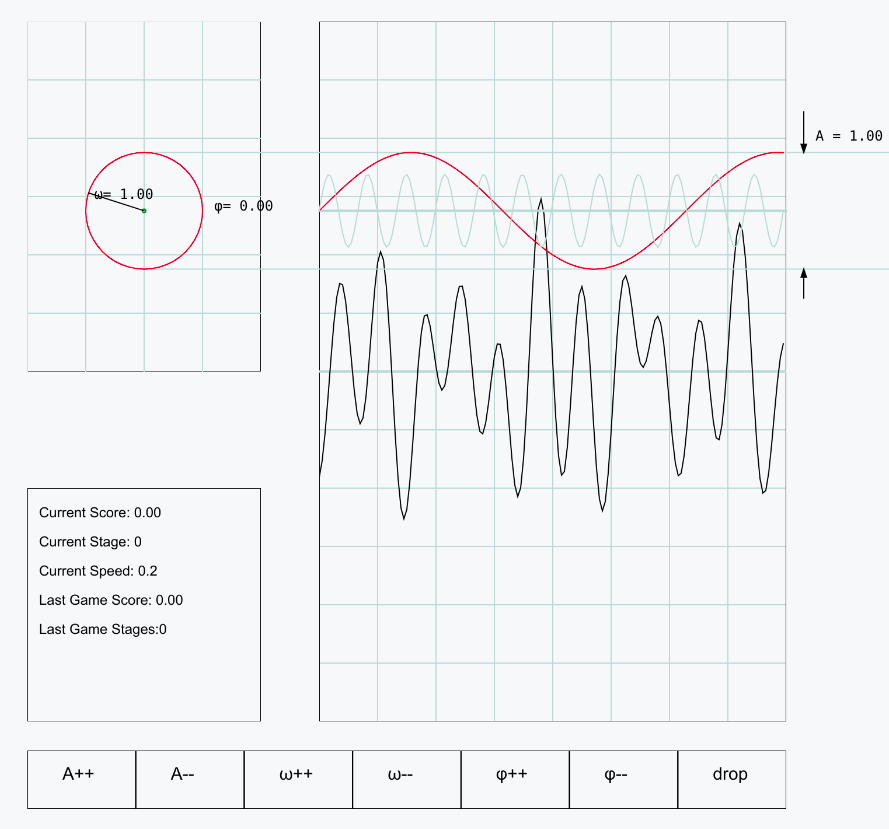 A = 1.00
ω= 1.00
φ= 0.00
Current Score: 0.00
Current Stage: 0
Current Speed: 0.2
Last Game Score: 0.00
Last Game Stages:0
A++ A-- ω++ ω-- φ++ φ-- drop